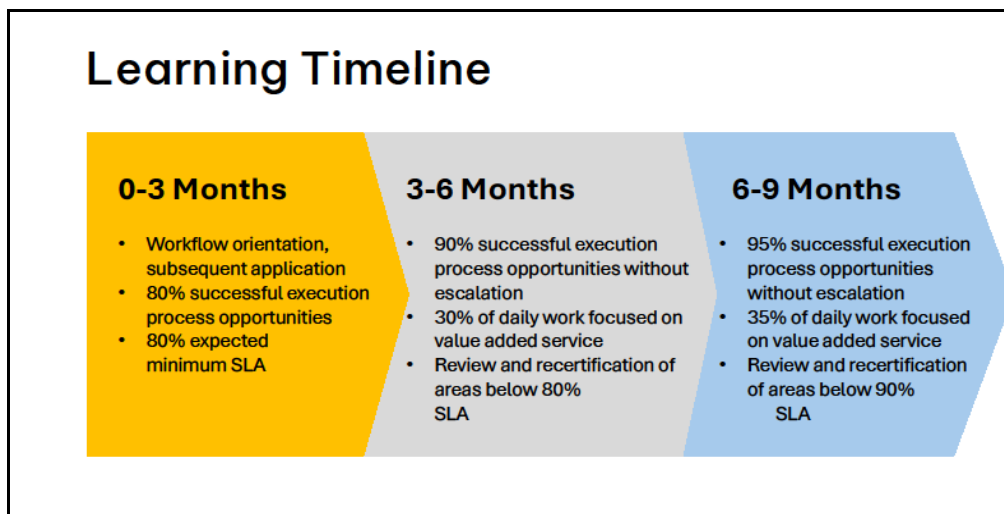 Learning Timeline
0-3 Months
• Workflow orientation,
subsequent application
• 80% successful execution
process opportunities
• 80% expected
minimum SLA
3-6 Months
• 90% successful execution
process opportunities without
escalation
• 30% of daily work focused on
value added service
• Review and recertification of
areas below 80%
SLA
6-9 Months
• 95% successful execution
process opportunities
without escalation
• 35% of daily work focused
on value added service
• Review and recertification
of areas below 90%
SLA